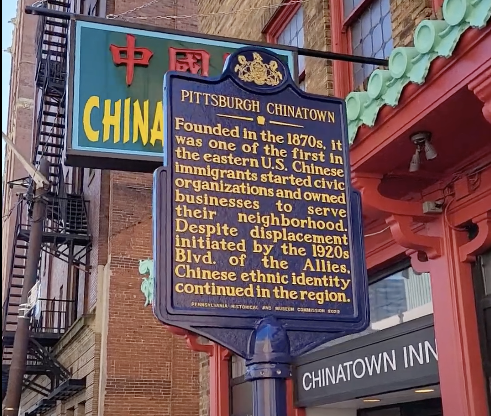 中國
CHINA
PITTSBURGH CHINATOWN
Founded in the 1870s, it
was one of the first in
the eastern U.S. Chinese
immigrants started civic
organizations and owned
businesses to serve
their neighborhood.
Despite displacement
initiated by the 1920s
Blvd. of the Allies,
Chinese ethnic identity
continued in the region.
PENNSYLVANIA HISTORICAL AND MUSEUM COMMISSION 2022
CHINATOWN INN